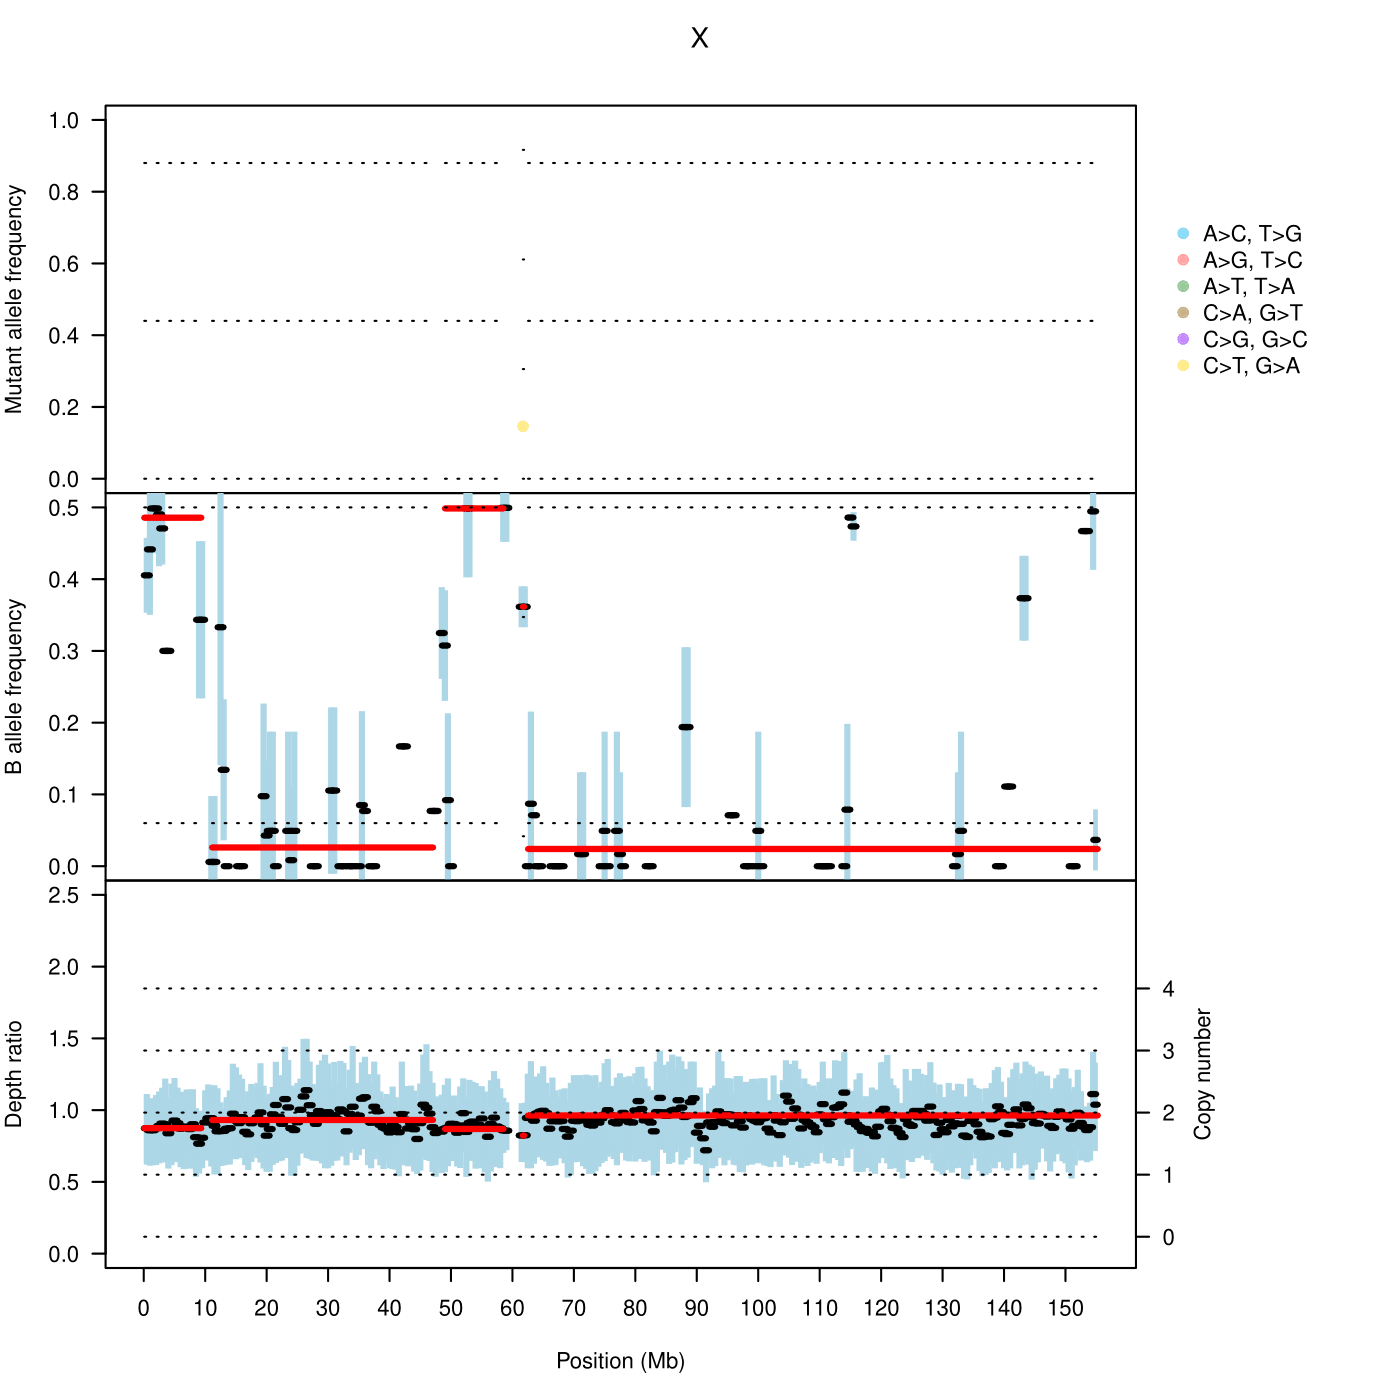 X
Mutant allele frequency
1.0
0.8
0.6
0.4
0.2
0.0
A>C, T>G
A>G, T>C
A>T, T>A
C>A, G>T
C>G, G>C
C>T, G>A
B allele frequency
0.5
0.4
0.3
0.2
0.1
0.0
Depth ratio
2.5
2.0
1.5
1.0
0.5
0.0
4
3
2
1
0
Copy number
0 10 20 30 40 50 60 70 80 90 100 110 120 130 140 150
Position (Mb)